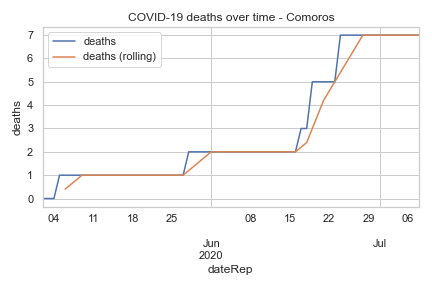 COVID-19 deaths over time - Comoros
deaths
deaths (rolling)
deaths
7
6
5
4
3
2
1
0
04 11 18 25 08 15 22 29 06
Jun Jul
2020
dateRep